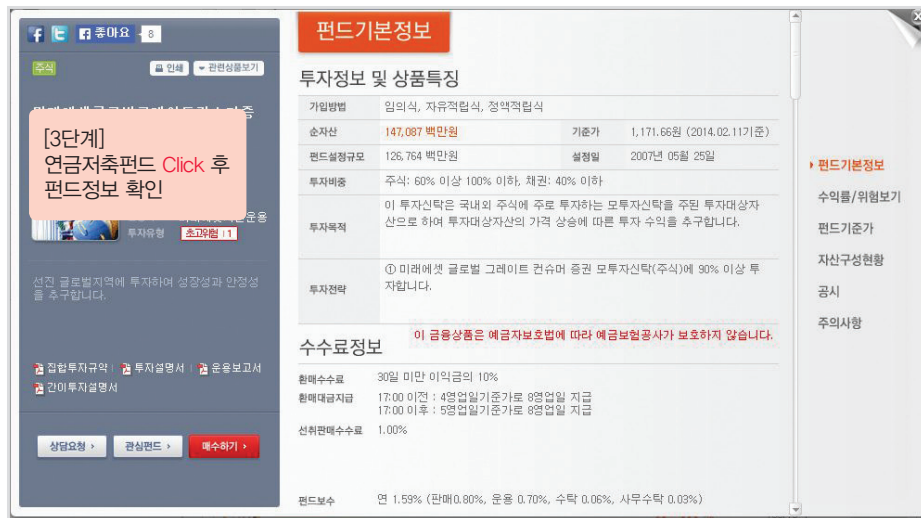 좋아요 8
주식
인쇄
관련상품보기
[3단계]
연금저축펀드 Click 후
펀드정보 확인
투자유형 초고위험 1
선진 글로벌지역에 투자하여 성장성과 안정성
을 추구합니다.
집합투자규약
투자설명서
운용보고서
간이투자설명서
상담요청 >
관심펀드 >
매수하기 >
펀드기본정보
투자정보 및 상품특징
가입방법 임의식, 자유적립식, 정액적립식
순자산 147,087 백만원 기준가 1,171.66원 (2014.02.11기준)
펀드설정규모 126,764 백만원 설정일 2007년 05월 25일
투자비중 주식: 60% 이상 100% 이하, 채권: 40% 이하
투자목적
이 투자신탁은 국내외 주식에 주로 투자하는 모투자신탁을 주된 투자대상자
산으로 하여 투자대상자산의 가격 상승에 따른 투자 수익을 추구합니다.
투자전략
① 미래에셋 글로벌 그레이트 컨슈머 증권 모투자신탁(주식)에 90% 이상 투
자합니다.
이 금융상품은 예금자보호법에 따라 예금보험공사가 보호하지 않습니다.
수수료정보
환매수수료 30일 미만 이익금의 10%
환매대금지급 17:00 이전 : 4영업일기준가로 8영업일 지급
17:00 이후 : 5영업일기준가로 8영업일 지급
선취판매수수료 1.00%
펀드보수 연 1.59% (판매0.80%, 운용 0.70%, 수탁 0.06%, 사무수탁 0.03%)
펀드기본정보
수익률/위험보기
펀드기준가
자산구성현황
공시
주의사항